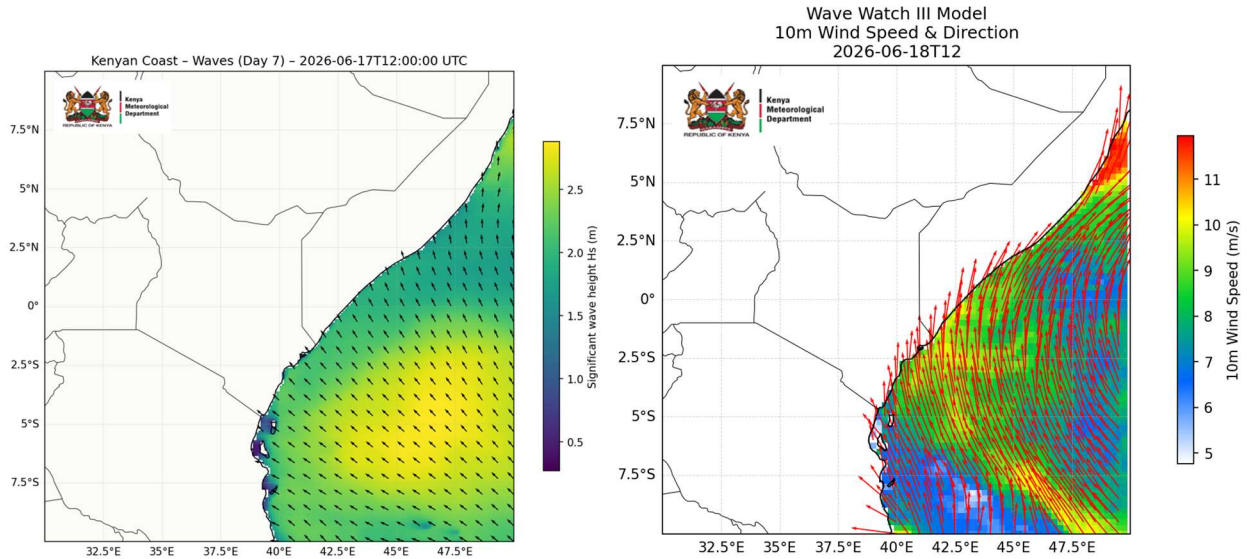 Kenyan Coast – Waves (Day 7) – 2026-06-17T12:00:00 UTC
Kenya
Meteorological
Department
REPUBLIC OF KENYA
7.5°N
5°N
2.5°N
0°
2.5°S
5°S
7.5°S
32.5°E 35°E 37.5°E 40°E 42.5°E 45°E 47.5°E
2.5
2.0
1.5
1.0
0.5
Significant wave height Hs (m)
Wave Watch III Model
10m Wind Speed & Direction
2026-06-18T12
Kenya
Meteorological
Department
REPUBLIC OF KENYA
7.5°N
5°N
2.5°N
0°
2.5°S
5°S
7.5°S
32.5°E 35°E 37.5°E 40°E 42.5°E 45°E 47.5°E
11
10
9
8
7
6
5
10m Wind Speed (m/s)